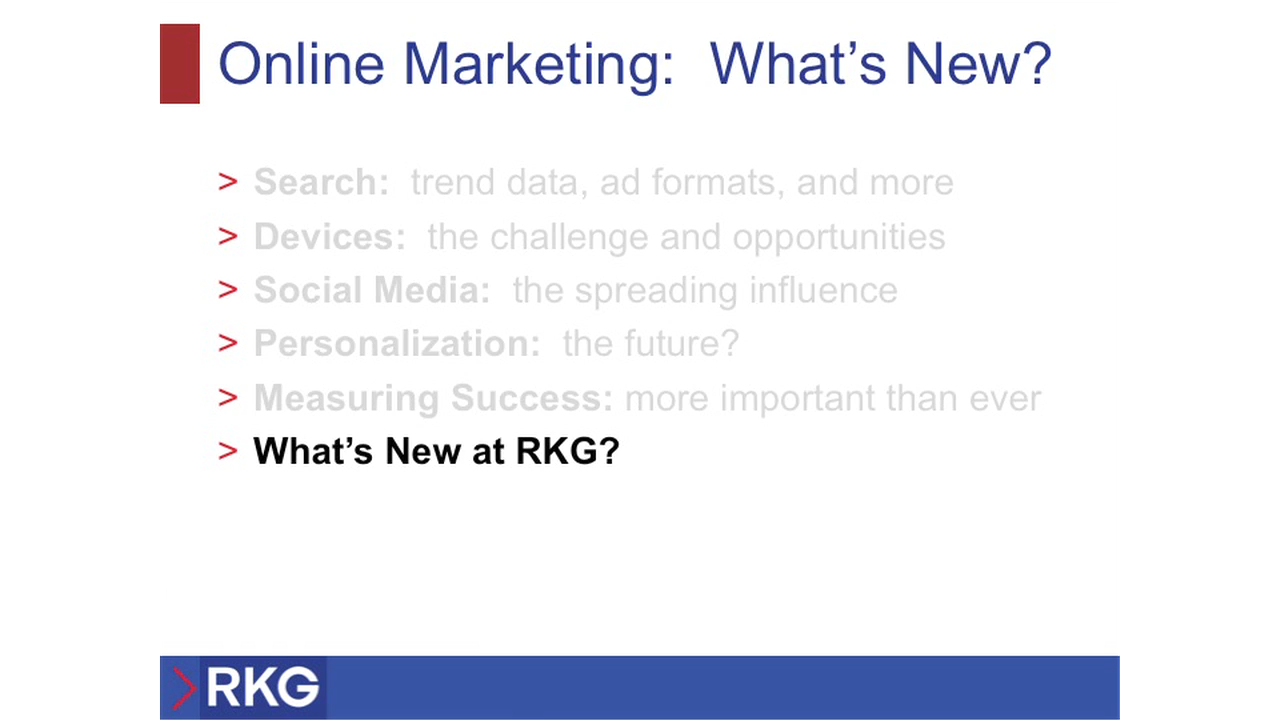 Online Marketing:  What’s New?
> Search:  trend data, ad formats, and more
> Devices:  the challenge and opportunities
> Social Media:  the spreading influence
> Personalization:  the future?
> Measuring Success: more important than ever
> What’s New at RKG?
RKG